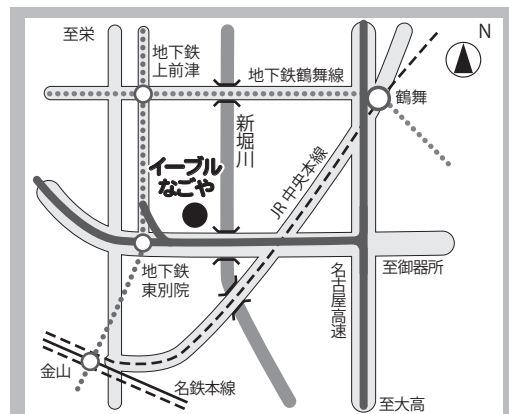 至栄
地下鉄
上前津
地下鉄鶴舞線
N
鶴舞
新堀川
イーブル
なごや
JR中央本線
地下鉄
東別院
名古屋高速
至御器所
金山
名鉄本線
至大高